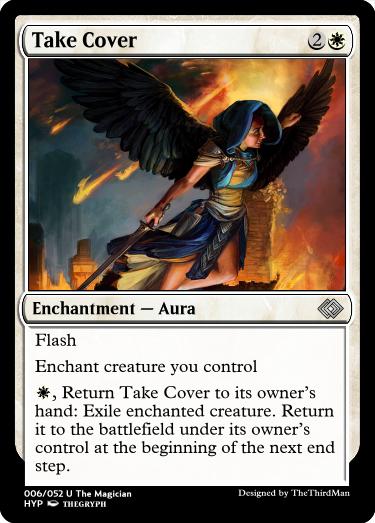 Take Cover 2
Enchantment — Aura
Flash
Enchant creature you control
, Return Take Cover to its owner's
hand: Exile enchanted creature. Return
it to the battlefield under its owner's
control at the beginning of the next end
step.
006/052 U The Magician
HYP THEGRYPH
Designed by TheThirdMan